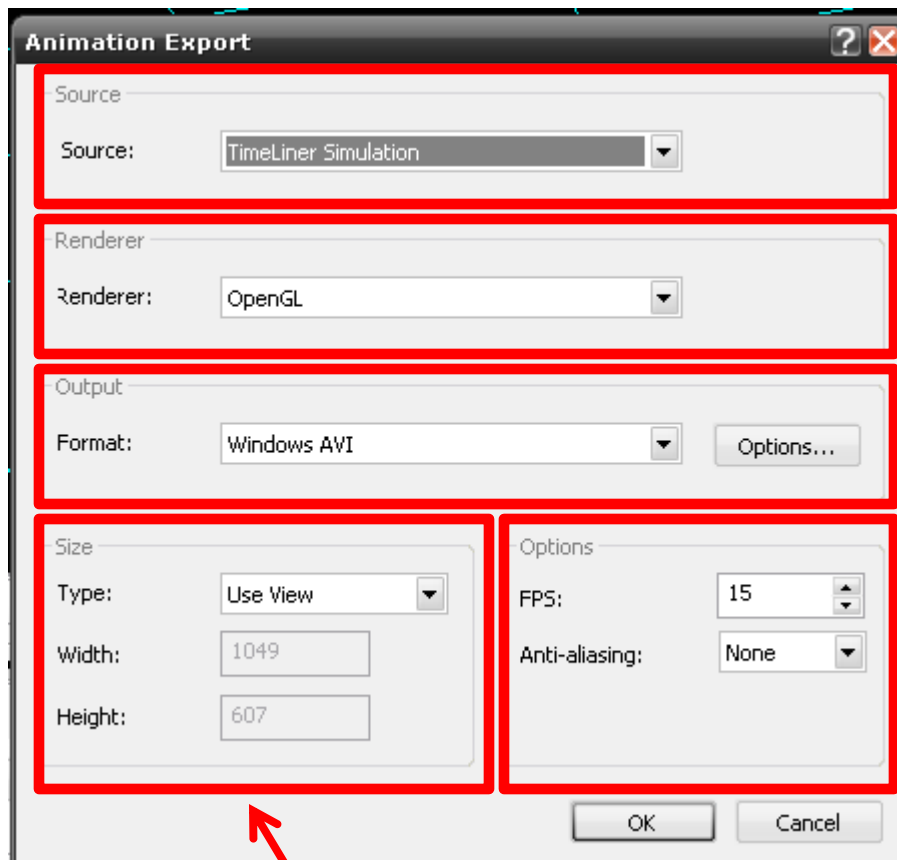 Animation Export
Source
Source: TimeLiner Simulation
Renderer
Renderer: OpenGL
Output
Format: Windows AVI Options...
Size
Type: Use View
Width: 1049
Height: 607
Options
FPS: 15
Anti-aliasing: None
OK Cancel